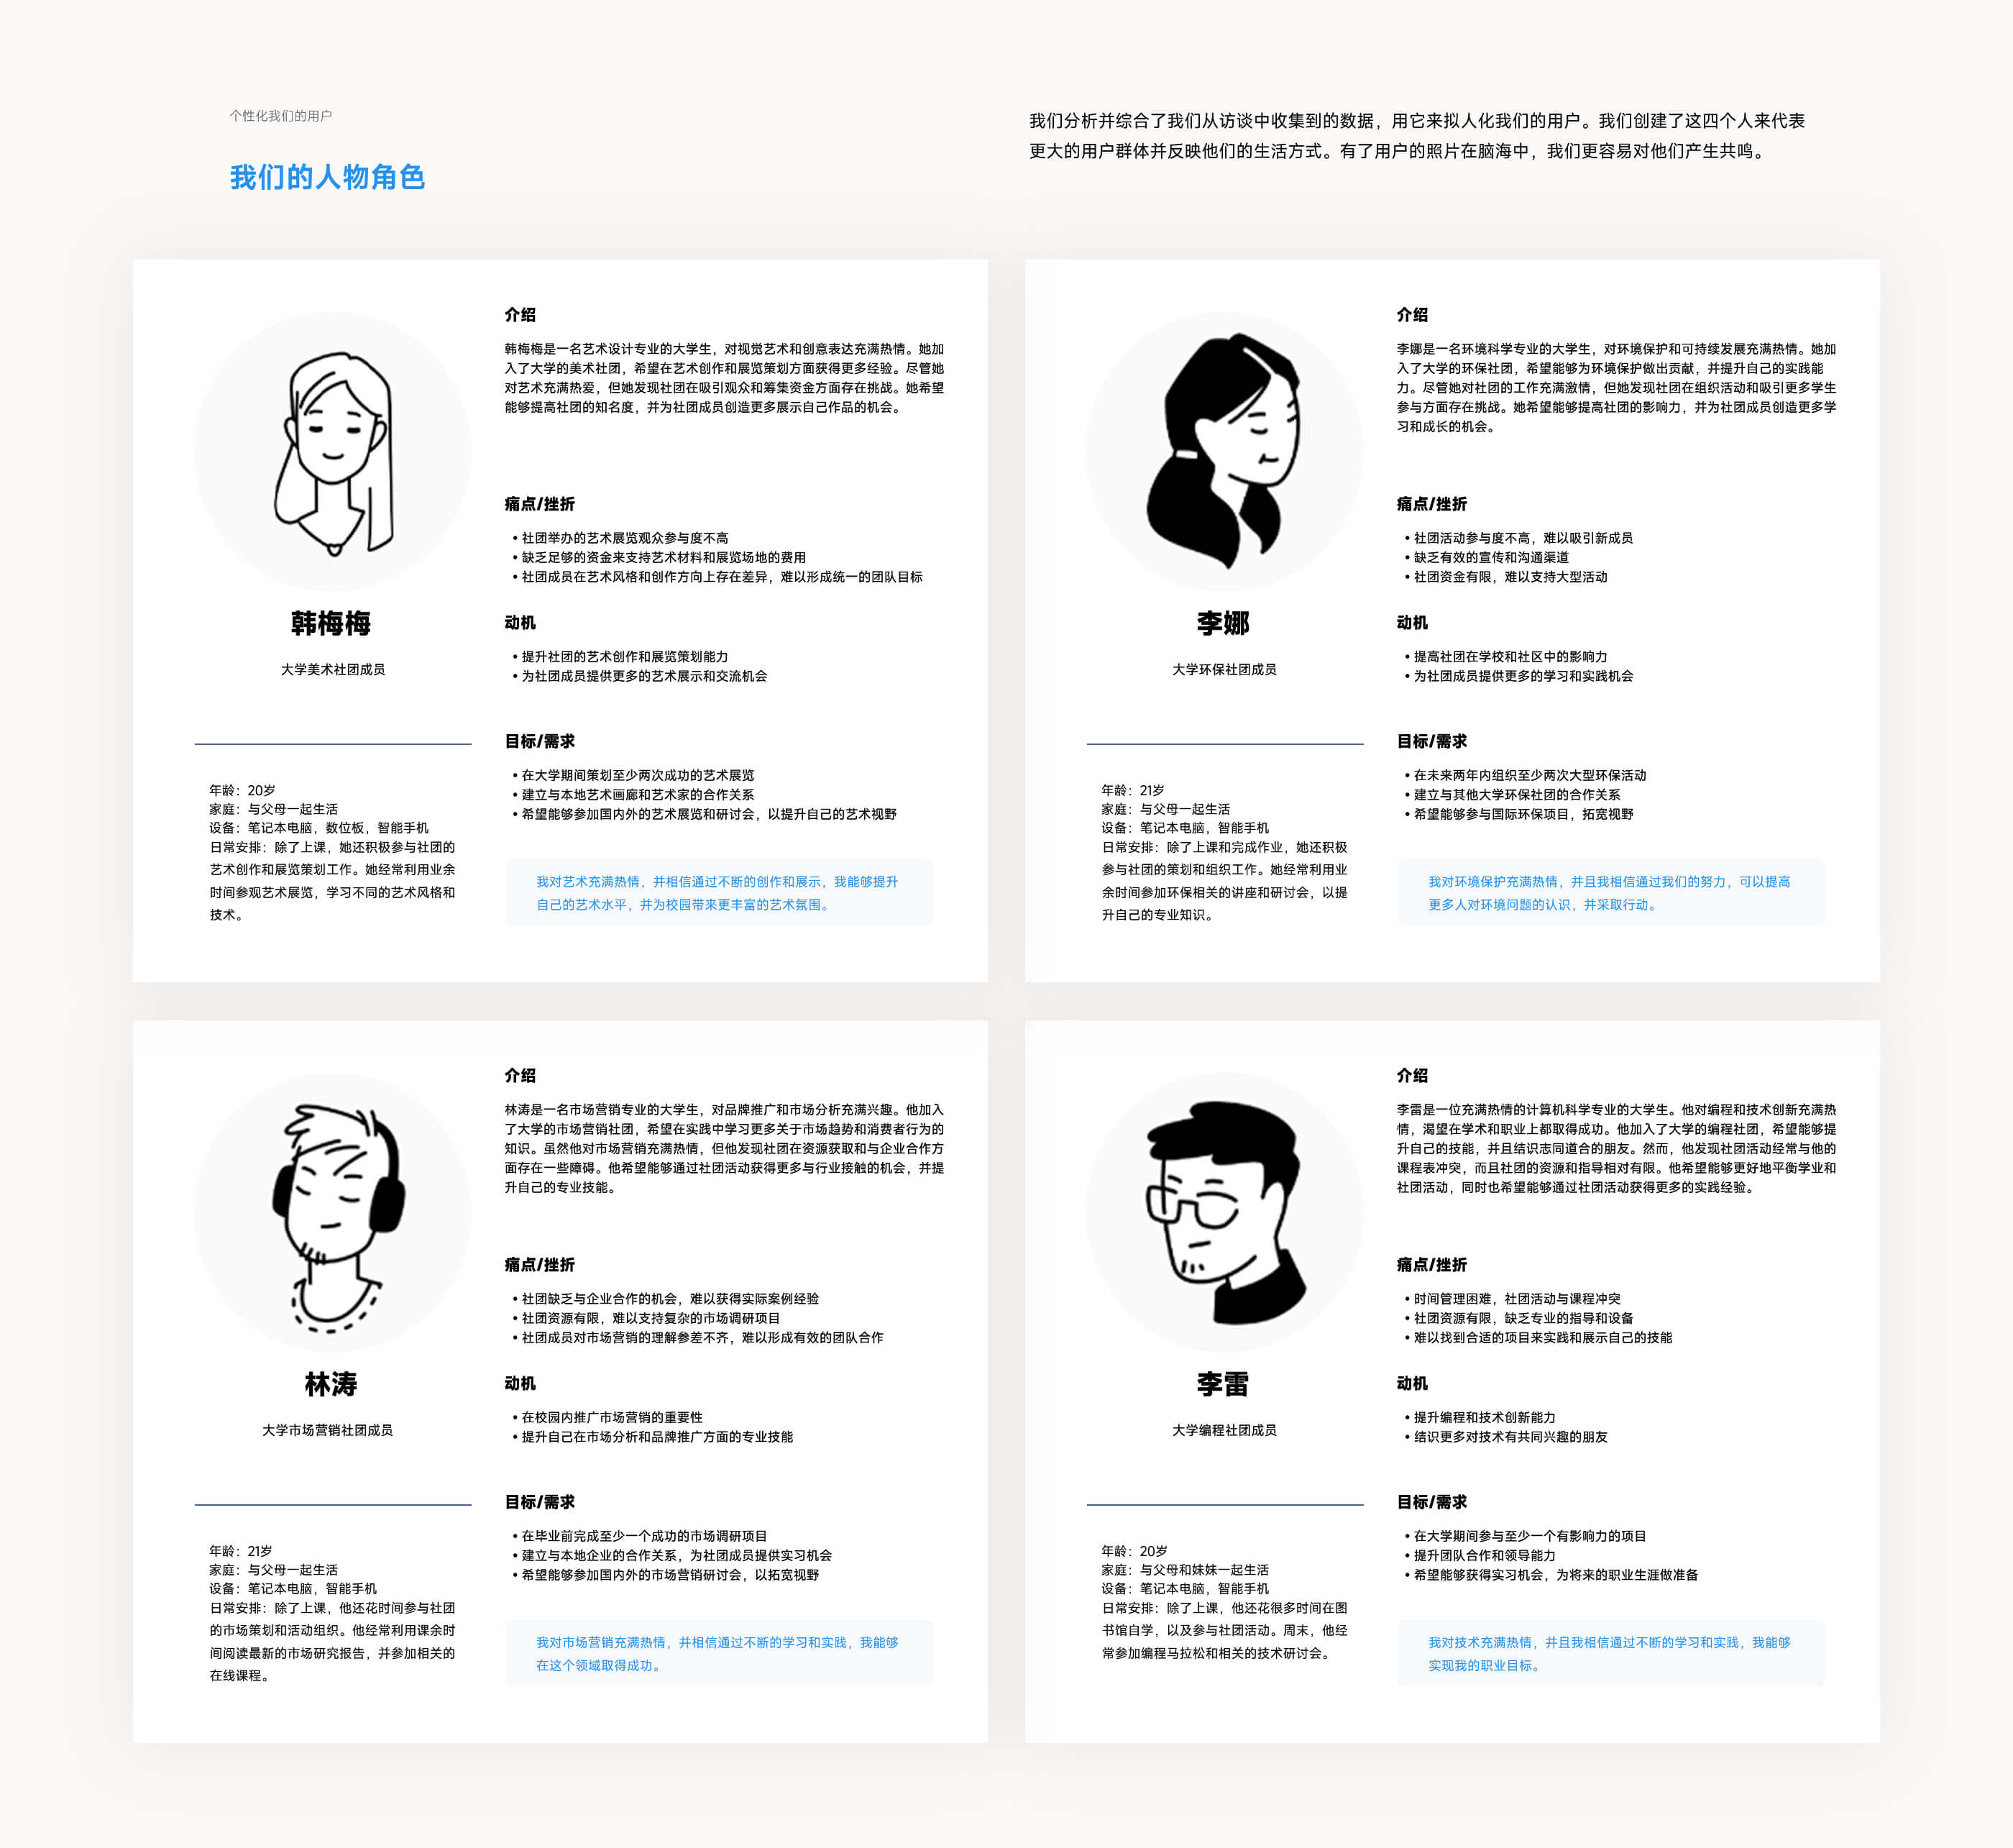 个性化我们的用户
我们的人物角色
我们分析并综合了我们从访谈中收集到的数据，用它来拟人化我们的用户。我们创建了这四个人来代表
更大的用户群体并反映他们的生活方式。有了用户的照片在脑海中，我们更容易对他们产生共鸣。
韩梅梅
大学美术社团成员
年龄：20岁
家庭：与父母一起生活
设备：笔记本电脑，数位板，智能手机
日常安排：除了上课，她还积极参与社团的
艺术创作和展览策划工作。她经常利用业余
时间参观艺术展览，学习不同的艺术风格和
技术。
介绍
韩梅梅是一名艺术设计专业的大学生，对视觉艺术和创意表达充满热情。她加
入了大学的美术社团，希望在艺术创作和展览策划方面获得更多经验。尽管她
对艺术充满热爱，但她发现社团在吸引观众和筹集资金方面存在挑战。她希望
能够提高社团的知名度，并为社团成员创造更多展示自己作品的机会。
痛点/挫折
• 社团举办的艺术展览观众参与度不高
• 缺乏足够的资金来支持艺术材料和展览场地的费用
• 社团成员在艺术风格和创作方向上存在差异，难以形成统一的团队目标
动机
• 提升社团的艺术创作和展览策划能力
• 为社团成员提供更多的艺术展示和交流机会
目标/需求
• 在大学期间策划至少两次成功的艺术展览
• 建立与本地艺术画廊和艺术家的合作关系
• 希望能够参加国内外的艺术展览和研讨会，以提升自己的艺术视野
我对艺术充满热情，并相信通过不断的创作和展示，我能够提升
自己的艺术水平，并为校园带来更丰富的艺术氛围。
李娜
大学环保社团成员
年龄：21岁
家庭：与父母一起生活
设备：笔记本电脑，智能手机
日常安排：除了上课和完成作业，她还积极
参与社团的策划和组织工作。她经常利用业
余时间参加环保相关的讲座和研讨会，以提
升自己的专业知识。
介绍
李娜是一名环境科学专业的大学生，对环境保护和可持续发展充满热情。她加
入了大学的环保社团，希望能够为环境保护做出贡献，并提升自己的实践能
力。尽管她对社团的工作充满激情，但她发现社团在组织活动和吸引更多学生
参与方面存在挑战。她希望能够提高社团的影响力，并为社团成员创造更多学
习和成长的机会。
痛点/挫折
• 社团活动参与度不高，难以吸引新成员
• 缺乏有效的宣传和沟通渠道
• 社团资金有限，难以支持大型活动
动机
• 提高社团在学校和社区中的影响力
• 为社团成员提供更多的学习和实践机会
目标/需求
• 在未来两年内组织至少两次大型环保活动
• 建立与其他大学环保社团的合作关系
• 希望能够参与国际环保项目，拓宽视野
我对环境保护充满热情，并且我相信通过我们的努力，可以提高
更多人对环境问题的认识，并采取行动。
林涛
大学市场营销社团成员
年龄：21岁
家庭：与父母一起生活
设备：笔记本电脑，智能手机
日常安排：除了上课，他还花时间参与社团
的市场策划和活动组织。他经常利用课余时
间阅读最新的市场研究报告，并参加相关的
在线课程。
介绍
林涛是一名市场营销专业的大学生，对品牌推广和市场分析充满兴趣。他加入
了大学的市场营销社团，希望在实践中学习更多关于市场趋势和消费者行为的
知识。虽然他对市场营销充满热情，但他发现社团在资源获取和与企业合作方
面存在一些障碍。他希望能够通过社团活动获得更多与行业接触的机会，并提
升自己的专业技能。
痛点/挫折
• 社团缺乏与企业合作的机会，难以获得实际案例经验
• 社团资源有限，难以支持复杂的市场调研项目
• 社团成员对市场营销的理解参差不齐，难以形成有效的团队合作
动机
• 在校园内推广市场营销的重要性
• 提升自己在市场分析和品牌推广方面的专业技能
目标/需求
• 在毕业前完成至少一个成功的市场调研项目
• 建立与本地企业的合作关系，为社团成员提供实习机会
• 希望能够参加国内外的市场营销研讨会，以拓宽视野
我对市场营销充满热情，并相信通过不断的学习和实践，我能够
在这个领域取得成功。
李雷
大学编程社团成员
年龄：20岁
家庭：与父母和妹妹一起生活
设备：笔记本电脑，智能手机
日常安排：除了上课，他还花很多时间在图
书馆自学，以及参与社团活动。周末，他经
常参加编程马拉松和相关的技术研讨会。
介绍
李雷是一位充满热情的计算机科学专业的大学生。他对编程和技术创新充满热
情，渴望在学术和职业上都取得成功。他加入了大学的编程社团，希望能够提
升自己的技能，并且结识志同道合的朋友。然而，他发现社团活动经常与他的
课程表冲突，而且社团的资源和指导相对有限。他希望能够更好地平衡学业和
社团活动，同时也希望能够通过社团活动获得更多的实践经验。
痛点/挫折
• 时间管理困难，社团活动与课程冲突
• 社团资源有限，缺乏专业的指导和设备
• 难以找到合适的项目来实践和展示自己的技能
动机
• 提升编程和技术创新能力
• 结识更多对技术有共同兴趣的朋友
目标/需求
• 在大学期间参与至少一个有影响力的项目
• 提升团队合作和领导能力
• 希望能够获得实习机会，为将来的职业生涯做准备
我对技术充满热情，并且我相信通过不断的学习和实践，我能够
实现我的职业目标。